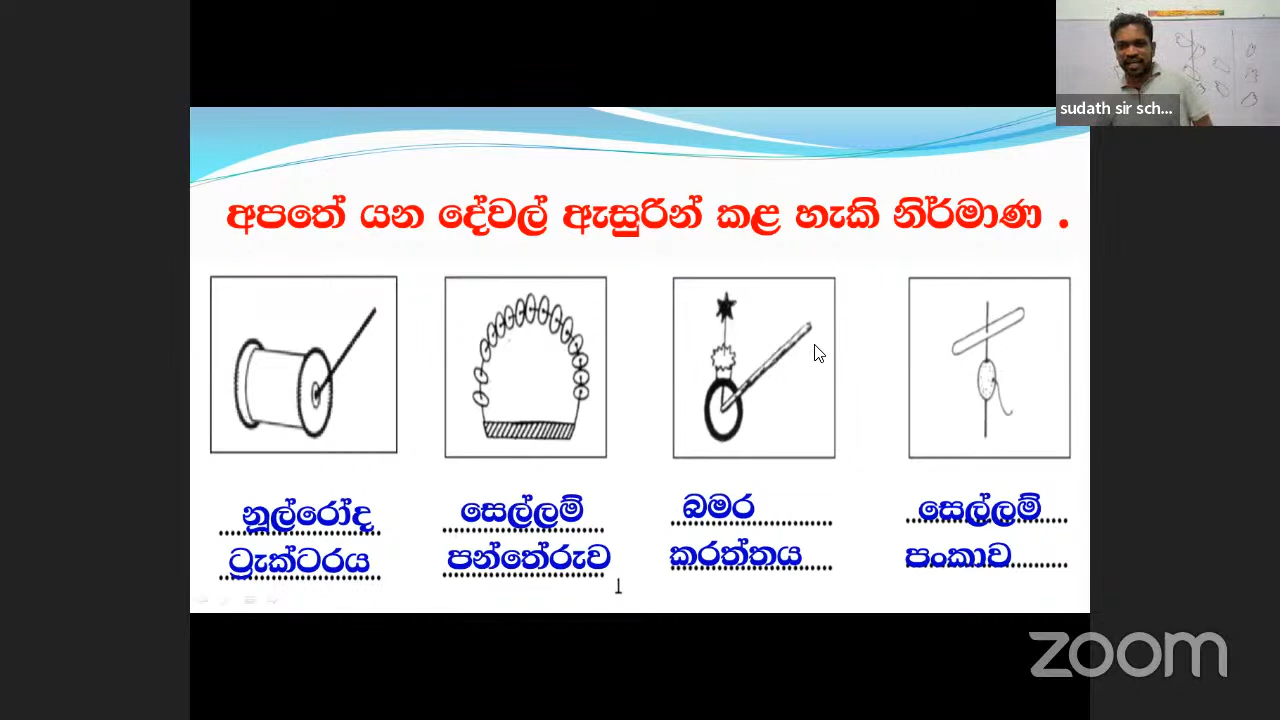 sudath sir sch...
අපතේ යන දේවල් ඇසුරින් කළ හැකි නිර්මාණ .
නූල්රෝද
ට්‍රැක්ටරය
සෙල්ලම්
පන්තේරුව
බමර
කරත්තය
සෙල්ලම්
පංකාව
1
zoom